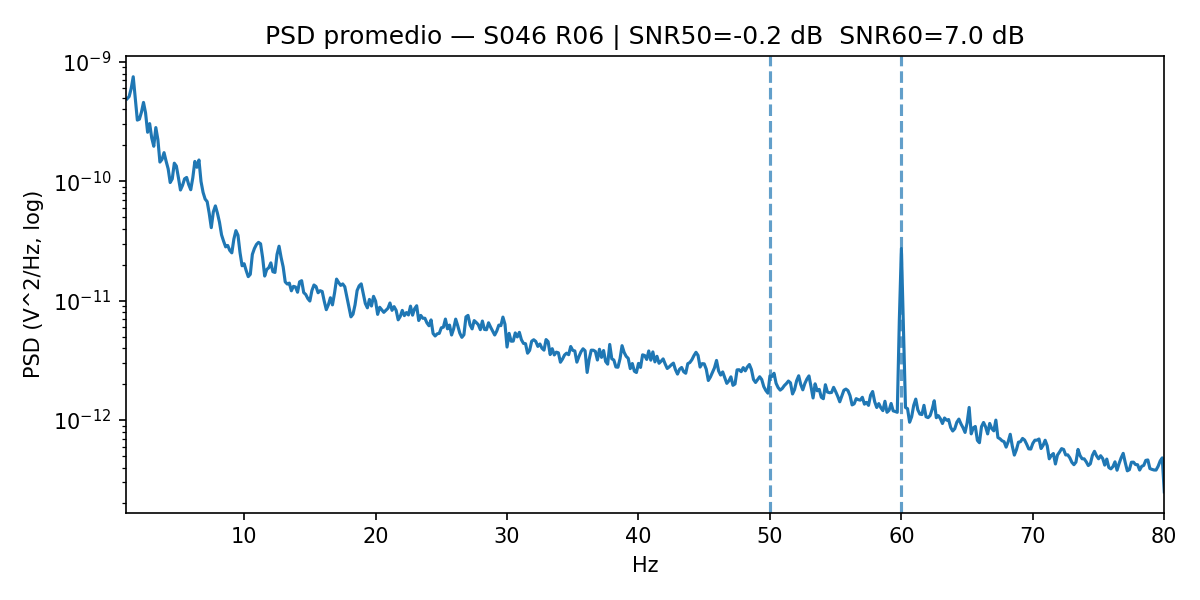 PSD promedio — S046 R06 | SNR50=-0.2 dB  SNR60=7.0 dB
PSD (V^2/Hz, log)
10⁻⁹
10⁻¹⁰
10⁻¹¹
10⁻¹²
10 20 30 40 50 60 70 80
Hz